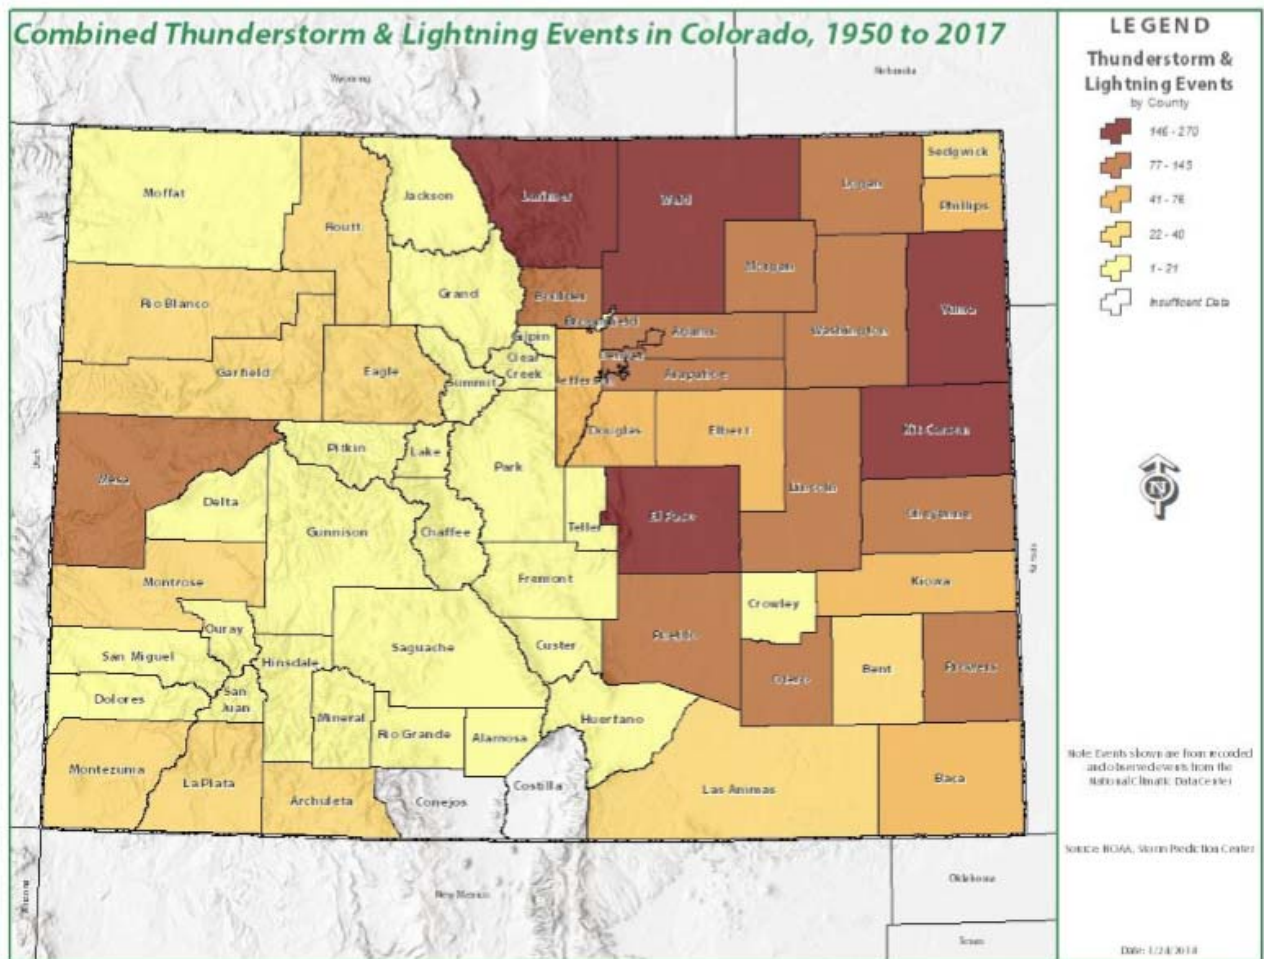 Combined Thunderstorm & Lightning Events in Colorado, 1950 to 2017
Wyoming
Nebraska
Sedgwick
Moffat
Jackson
Larimer
Weld
Logan
Phillips
Routt
Morgan
Grand
Boulder
Rio Blanco
Yuma
Broomfield
Adams
Washington
Gilpin
Denver
Clear
Creek
Garfield
Eagle
Summit
Jefferson
Arapahoe
Douglas
Elbert
Kit Carson
Pitkin
Lake
Park
Utah
Mesa
Lincoln
Delta
Cheyenne
El Paso
Gunnison
Chaffee
Teller
Kansas
Montrose
Fremont
Kiowa
Crowley
Ouray
Pueblo
Custer
Saguache
San Miguel
Hinsdale
Bent
Prowers
Otero
Dolores
San
Juan
Mineral
Huerfano
Rio Grande
Alamosa
Montezuma
La Plata
Costilla
Las Animas
Baca
Archuleta
Conejos
New Mexico
Arizona
Oklahoma
Texas
LEGEND
Thunderstorm &
Lightning Events
by County
146 - 270
77 - 145
41 - 76
22 - 40
1 - 21
Insufficent Data
N
Note: Events shown are from recorded
and observed events from the
National Climatic Data Center
Source: NOAA, Storm Prediction Center
Date: 1/24/2018